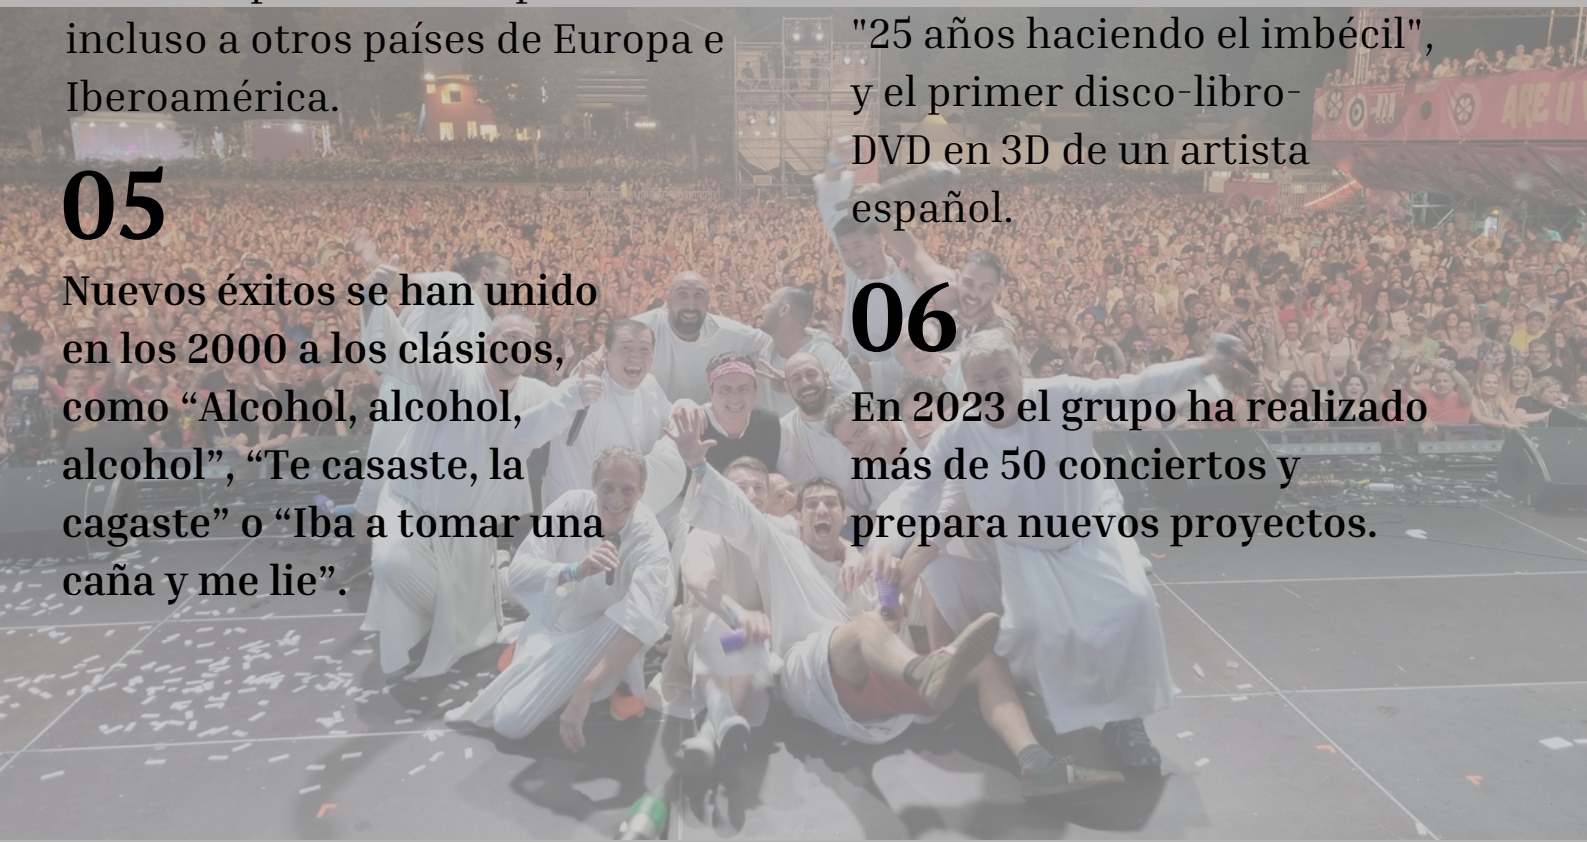 incluso a otros países de Europa e
Iberoamérica.
05
Nuevos éxitos se han unido
en los 2000 a los clásicos,
como “Alcohol, alcohol,
alcohol”, “Te casaste, la
cagaste” o “Iba a tomar una
caña y me lie”.
"25 años haciendo el imbécil",
y el primer disco-libro-
DVD en 3D de un artista
español.
06
En 2023 el grupo ha realizado
más de 50 conciertos y
prepara nuevos proyectos.
ARE U